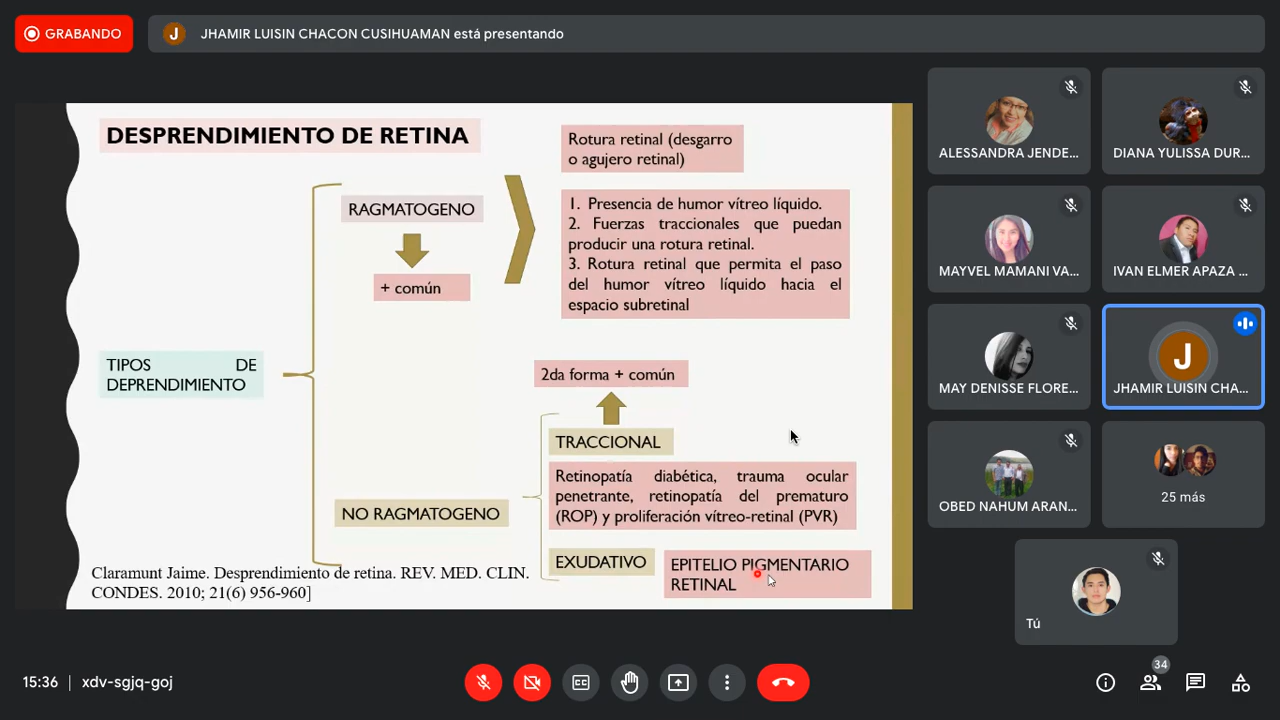 GRABANDO
J
JHAMIR LUISIN CHACON CUSIHUAMAN está presentando
DESPRENDIMIENTO DE RETINA
Rotura retinal (desgarro
o agujero retinal)
RAGMATOGENO
+ común
1. Presencia de humor vítreo líquido.
2. Fuerzas traccionales que puedan
producir una rotura retinal.
3. Rotura retinal que permita el paso
del humor vítreo líquido hacia el
espacio subretinal
TIPOS DE
DEPRENDIMIENTO
2da forma + común
TRACCIONAL
Retinopatía diabética, trauma ocular
penetrante, retinopatía del prematuro
(ROP) y proliferación vítreo-retinal (PVR)
NO RAGMATOGENO
EXUDATIVO
EPITELIO PIGMENTARIO
RETINAL
Claramunt Jaime. Desprendimiento de retina. REV. MED. CLIN.
CONDES. 2010; 21(6) 956-960]
ALESSANDRA JENDE...
DIANA YULISSA DUR...
MAYVEL MAMANI VA...
IVAN ELMER APAZA ...
MAY DENISSE FLORE...
J
JHAMIR LUISIN CHA...
OBED NAHUM ARAN...
25 más
Tú
15:36 | xdv-sgjq-goj
CC
34